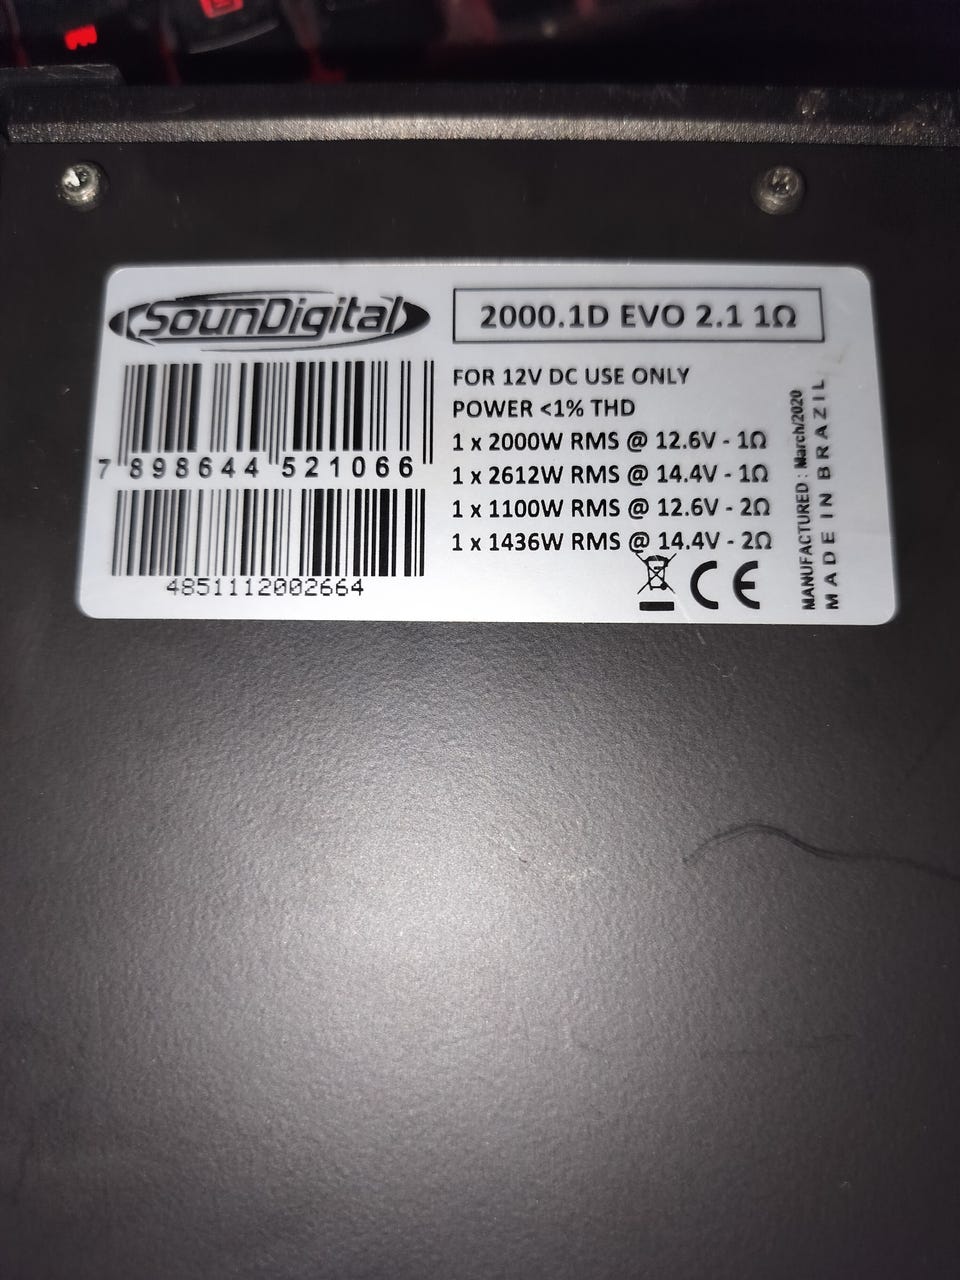 SounDigital
2000.1D EVO 2.1 1Ω
FOR 12V DC USE ONLY
POWER <1% THD
1 x 2000W RMS @ 12.6V - 1Ω
1 x 2612W RMS @ 14.4V - 1Ω
1 x 1100W RMS @ 12.6V - 2Ω
1 x 1436W RMS @ 14.4V - 2Ω
CE
7 898644 521066
4851112002664
MANUFACTURED : March/2020
MADE IN BRAZIL